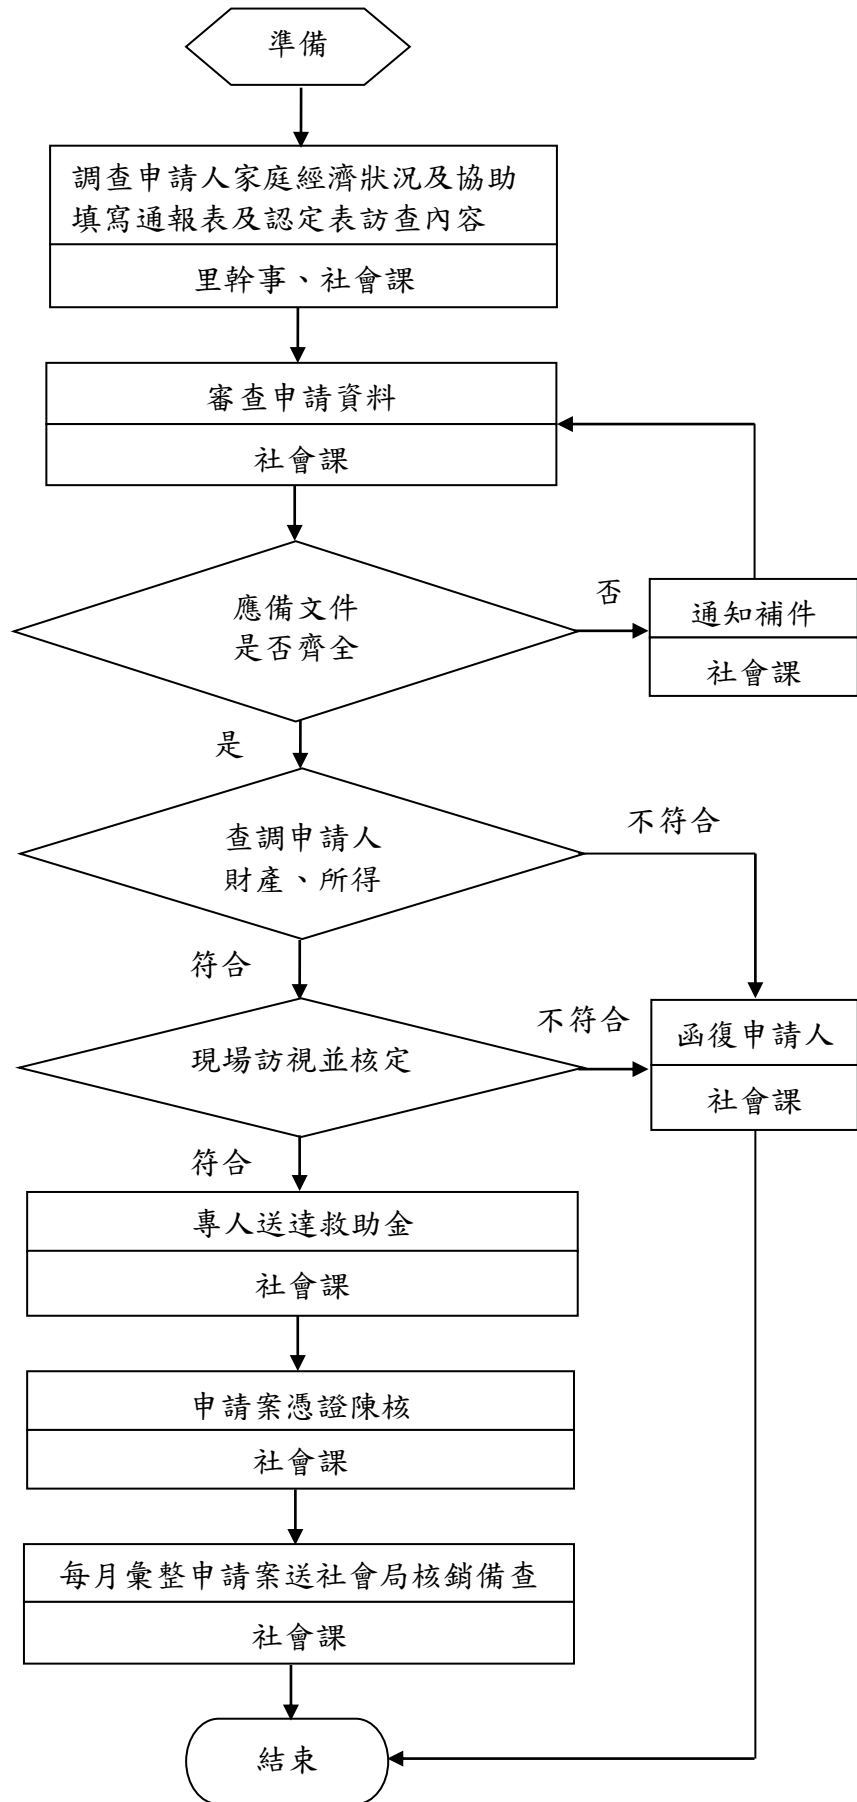 準備
調查申請人家庭經濟狀況及協助
填寫通報表及認定表訪查內容
里幹事、社會課
審查申請資料
社會課
應備文件
是否齊全
否
通知補件
社會課
是
查調申請人
財產、所得
不符合
符合
現場訪視並核定
不符合
函復申請人
社會課
符合
專人送達救助金
社會課
申請案憑證陳核
社會課
每月彙整申請案送社會局核銷備查
社會課
結束